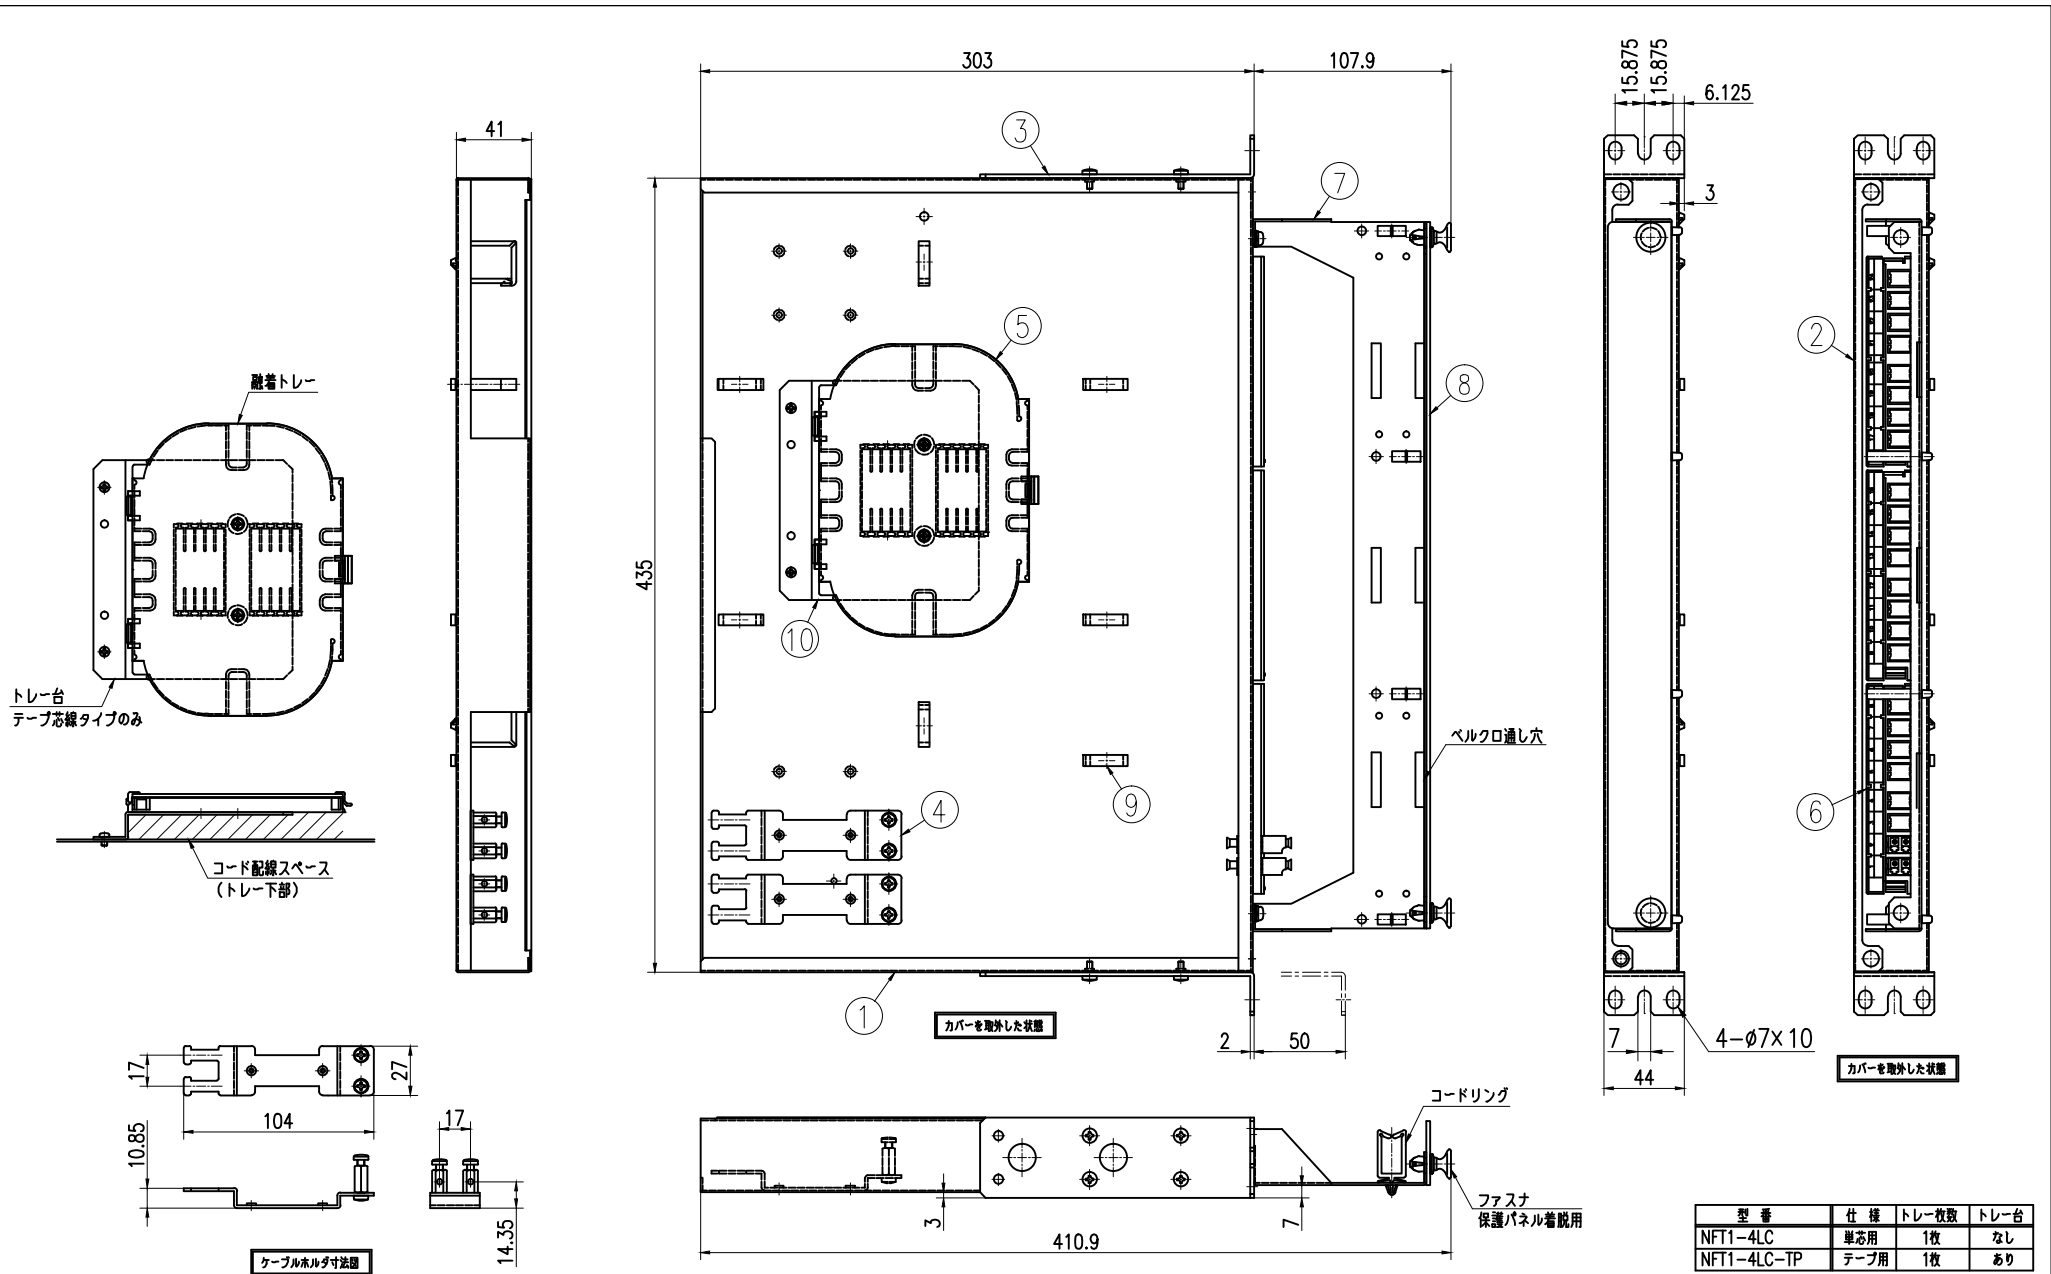 303
107.9
15.875
15.875
6.125
41
3
3
7
2
5
8
融着トレー
435
10
トレー台
テープ芯線タイプのみ
ベルクロ通し穴
9
4
6
コード配線スペース
(トレー下部)
1
カバーを取外した状態
2
50
7
4-φ7×10
44
カバーを取外した状態
17
27
104
10.85
17
14.35
ケーブルホルダ寸法図
コードリング
3
7
410.9
ファスナ
保護パネル着脱用
型番 仕様 トレー枚数 トレー台
NFT1-4LC 単芯用 1枚 なし
NFT1-4LC-TP テープ用 1枚 あり